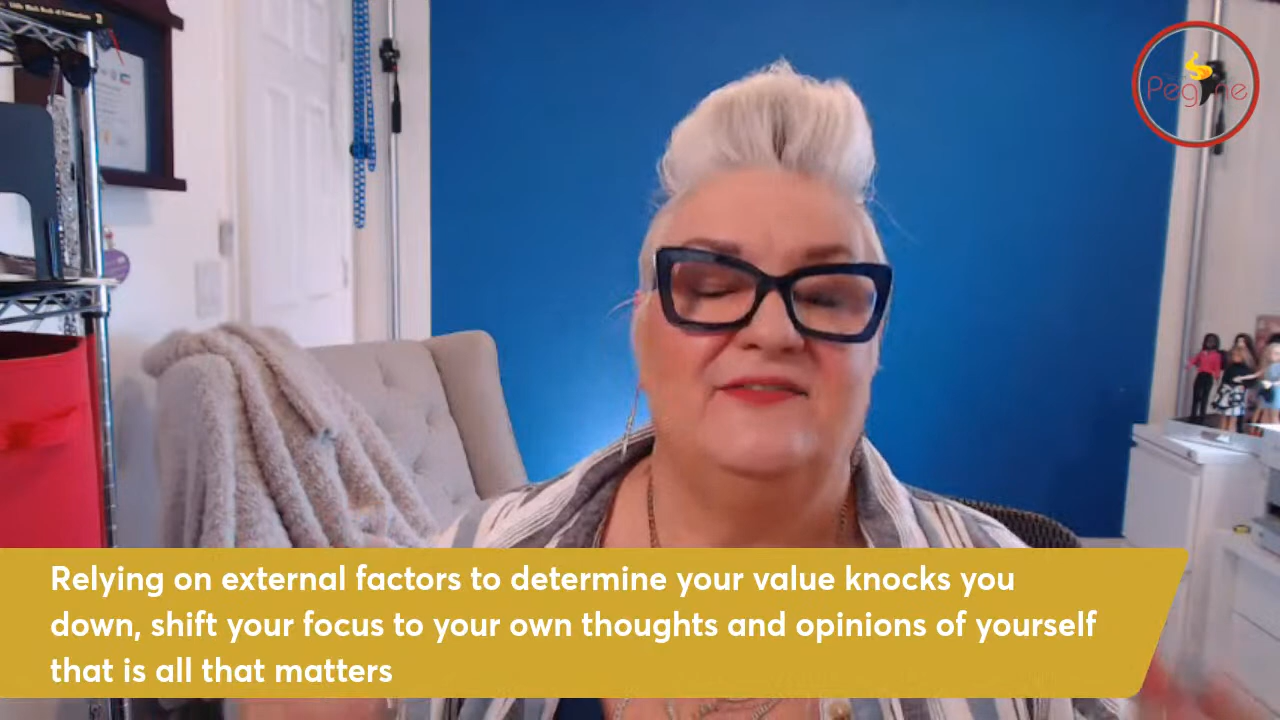 Pegine
Relying on external factors to determine your value knocks you
down, shift your focus to your own thoughts and opinions of yourself
that is all that matters